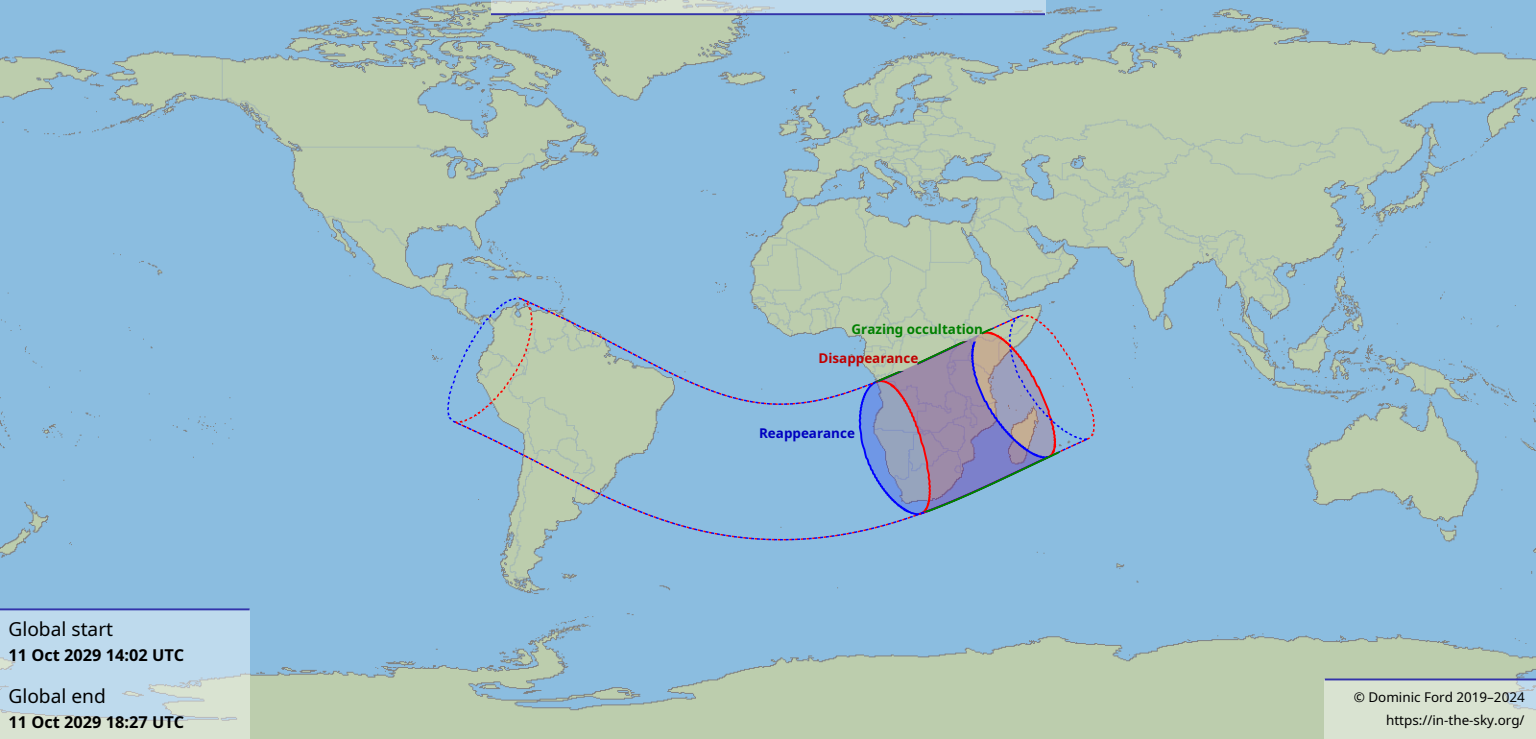 Grazing occultation
Disappearance
Reappearance
Global start
11 Oct 2029 14:02 UTC
Global end
11 Oct 2029 18:27 UTC
© Dominic Ford 2019–2024
https://in-the-sky.org/